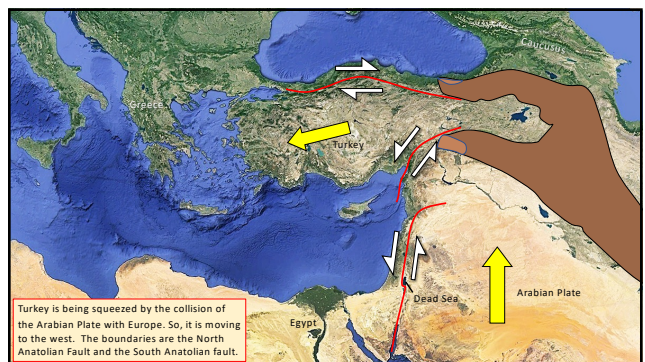 Caucusus
Greece
Turkey
Dead Sea
Arabian Plate
Egypt
Turkey is being squeezed by the collision of
the Arabian Plate with Europe. So, it is moving
to the west. The boundaries are the North
Anatolian Fault and the South Anatolian fault.